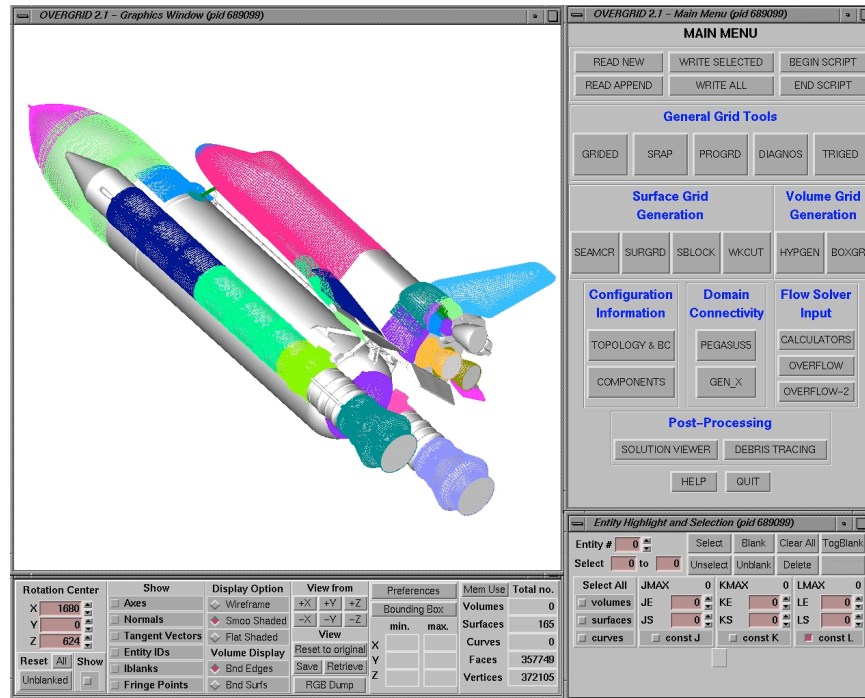 OVERGRID 2.1 – Graphics Window (pid 689099)
OVERGRID 2.1 – Main Menu (pid 689099)
MAIN MENU
READ NEW WRITE SELECTED BEGIN SCRIPT
READ APPEND WRITE ALL END SCRIPT
General Grid Tools
GRIDED SRAP PROGRD DIAGNOS TRIGED
Surface Grid Generation
Volume Grid Generation
SEAMCR SURGRD SBLOCK WKCUT HYPGEN BOXGR
Configuration Information
Domain Connectivity
Flow Solver Input
TOPOLOGY & BC PEGASUS5 CALCULATORS
COMPONENTS GEN_X OVERFLOW
OVERFLOW–2
Post–Processing
SOLUTION VIEWER DEBRIS TRACING
HELP QUIT
Entity Highlight and Selection (pid 689099)
Entity # 0 Select Blank Clear All TogBlank
Select 0 to 0 Unselect Unblank Delete
Select All JMAX 0 KMAX 0 LMAX 0
volumes JE 0 KE 0 LE 0
surfaces JS 0 KS 0 LS 0
curves const J const K const L
Rotation Center
X 1680
Y 0
Z 624
Reset All Show
Unblanked
Show
Axes
Normals
Tangent Vectors
Entity IDs
Iblanks
Fringe Points
Display Option
Wireframe
Smoo Shaded
Flat Shaded
Volume Display
Bnd Edges
Bnd Surfs
View from
+X +Y +Z
–X –Y –Z
View
Reset to original
Save Retrieve
RGB Dump
Preferences
Bounding Box
min. max.
X
Y
Z
Mem Use Total no.
Volumes 0
Surfaces 165
Curves 0
Faces 357749
Vertices 372105